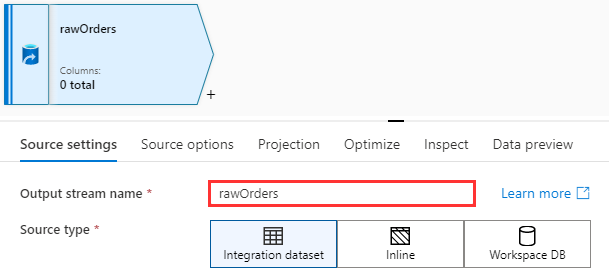 rawOrders
Columns:
0 total
+
Source settings Source options Projection Optimize Inspect Data preview
Output stream name * rawOrders Learn more
Source type * Integration dataset Inline Workspace DB